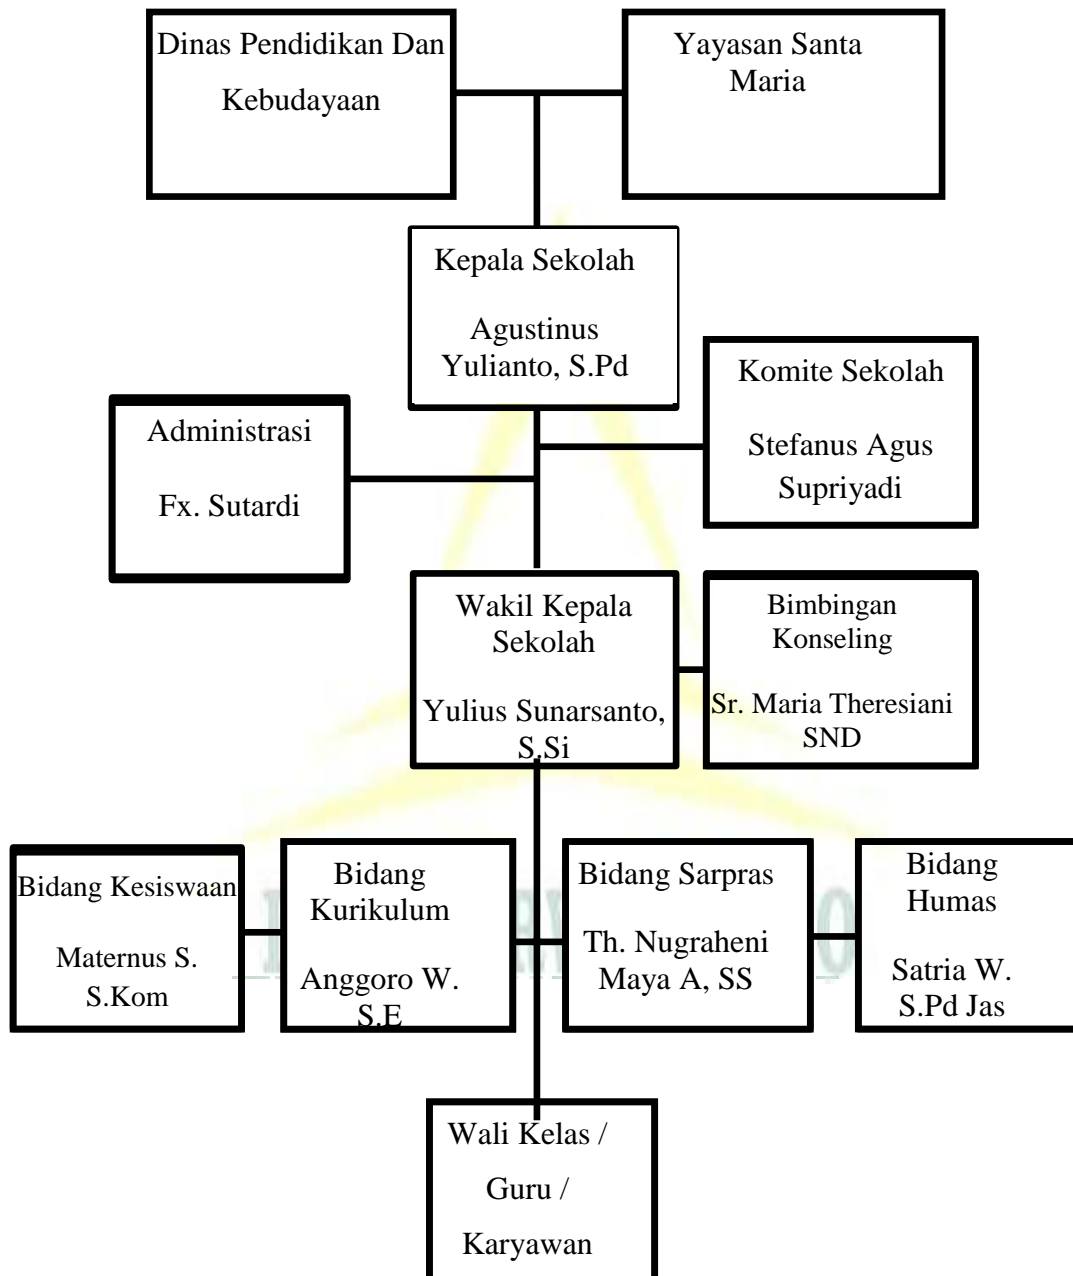 Dinas Pendidikan Dan
Kebudayaan
Yayasan Santa
Maria
Kepala Sekolah
Agustinus
Yulianto, S.Pd
Komite Sekolah
Stefanus Agus
Supriyadi
Administrasi
Fx. Sutardi
Wakil Kepala
Sekolah
Yulius Sunarsanto,
S.Si
Bimbingan
Konseling
Sr. Maria Theresiani
SND
Bidang Kesiswaan
Maternus S.
S.Kom
Bidang
Kurikulum
Anggoro W.
S.E
Bidang Sarpras
Th. Nugraheni
Maya A, SS
Bidang
Humas
Satria W.
S.Pd Jas
Wali Kelas /
Guru /
Karyawan